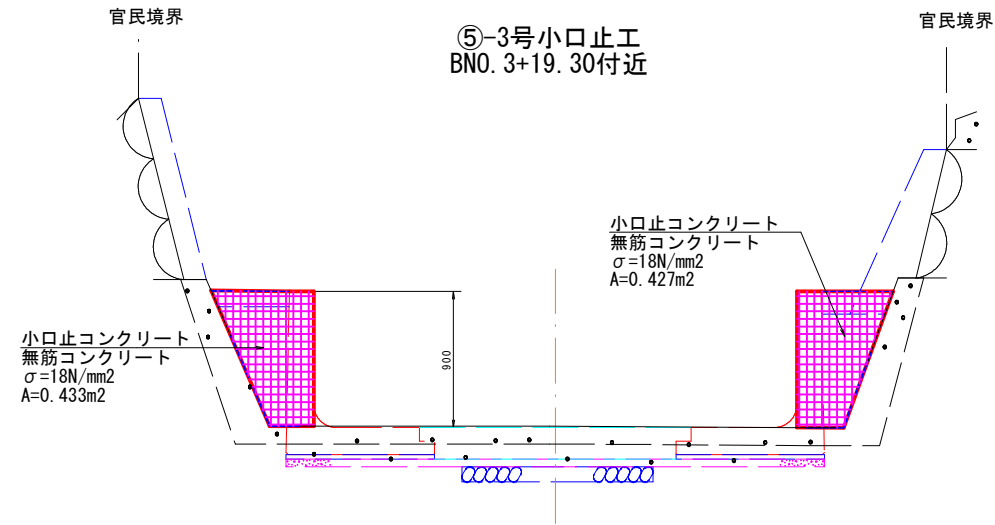 官民境界
⑤-3号小口止工
BNO.3+19.30付近
官民境界
小口止コンクリート
無筋コンクリート
σ=18N/mm2
A=0.427m2
小口止コンクリート
無筋コンクリート
σ=18N/mm2
A=0.433m2
900